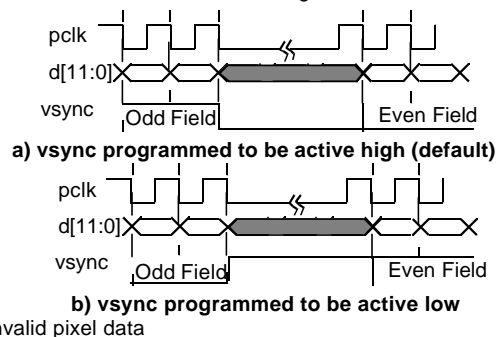 pclk
d[11:0]
vsync
Odd Field
Even Field
a) vsync programmed to be active high (default)
pclk
d[11:0]
vsync
Odd Field
Even Field
b) vsync programmed to be active low
nvalid pixel data